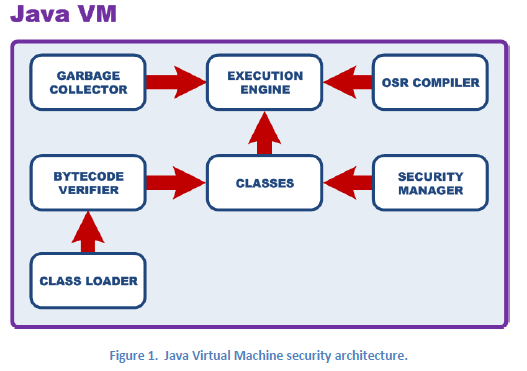 Java VM
GARBAGE
COLLECTOR
EXECUTION
ENGINE
OSR COMPILER
BYTECODE
VERIFIER
CLASSES
SECURITY
MANAGER
CLASS LOADER
Figure 1. Java Virtual Machine security architecture.